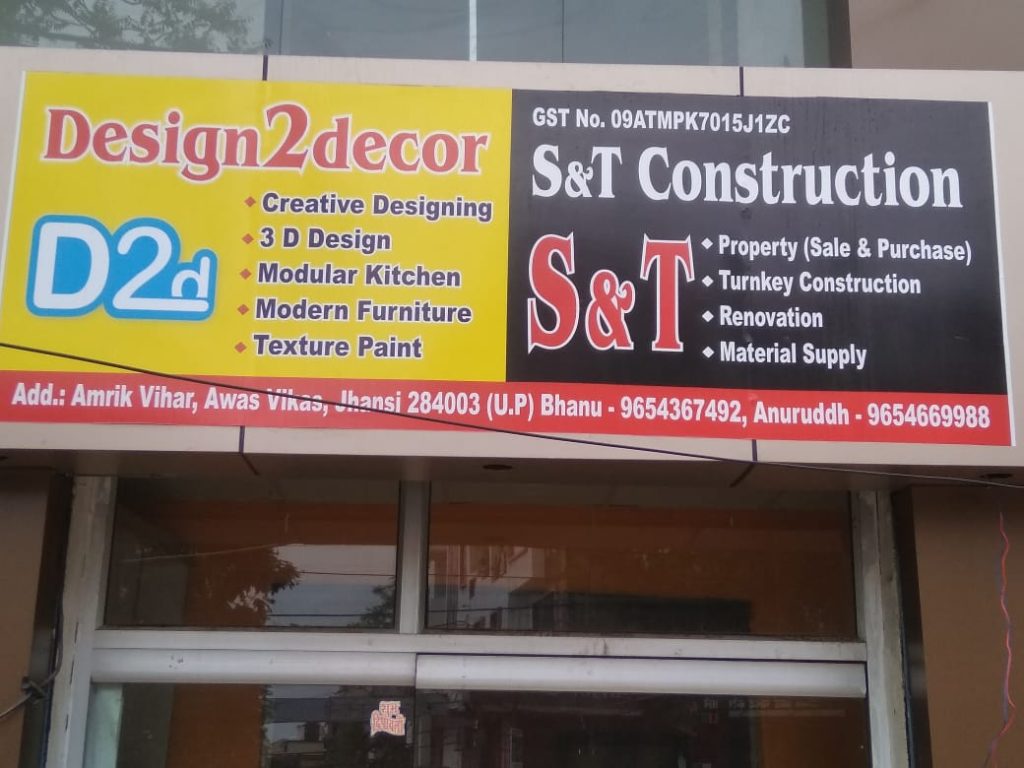 Design2decor
D2d
Creative Designing
3 D Design
Modular Kitchen
Modern Furniture
Texture Paint
GST No. 09ATMPK7015J1ZC
S&T Construction
S&T
Property (Sale & Purchase)
Turnkey Construction
Renovation
Material Supply
Add.: Amrik Vihar, Awas Vikas, Jhansi 284003 (U.P) Bhanu - 9654367492, Anuruddh - 9654669988